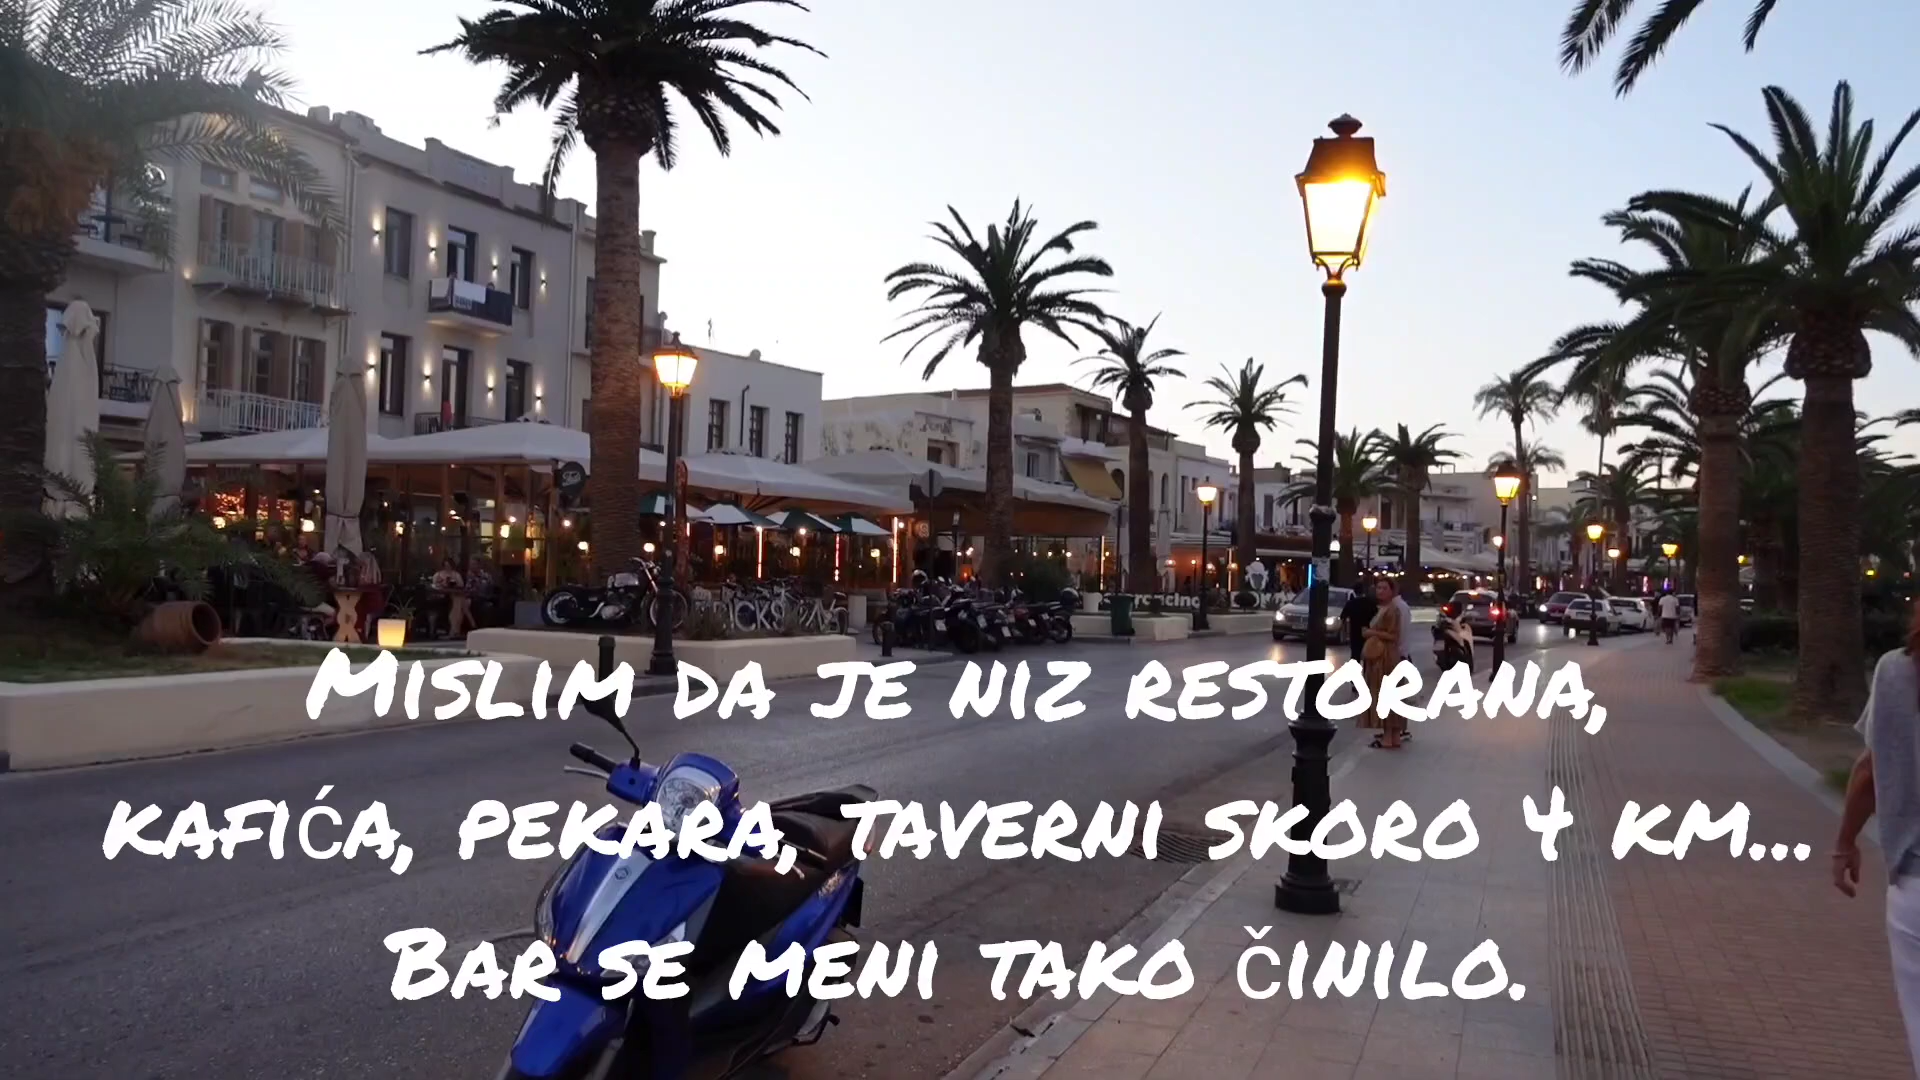 Mislim da je niz restorana,
kafića, pekara, taverni skoro 4 km...
Bar se meni tako činilo.